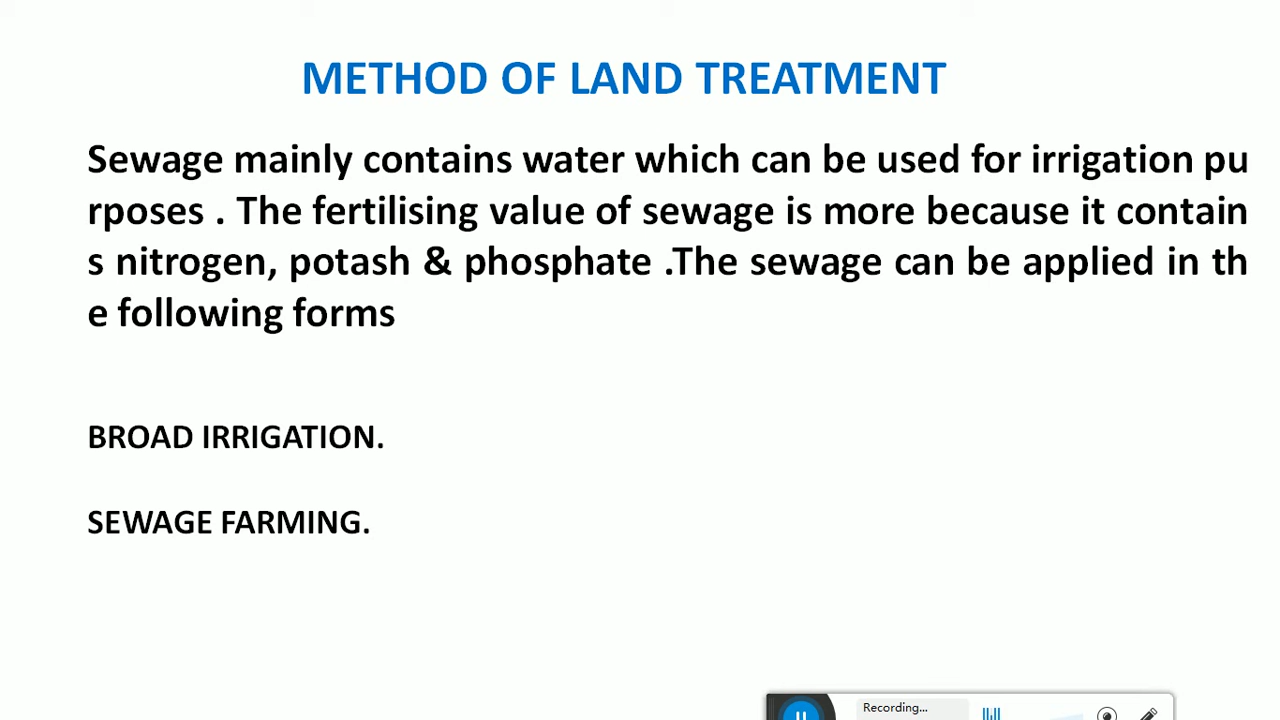 METHOD OF LAND TREATMENT
Sewage mainly contains water which can be used for irrigation pu
rposes . The fertilising value of sewage is more because it contain
s nitrogen, potash & phosphate .The sewage can be applied in th
e following forms
BROAD IRRIGATION.
SEWAGE FARMING.
Recording...